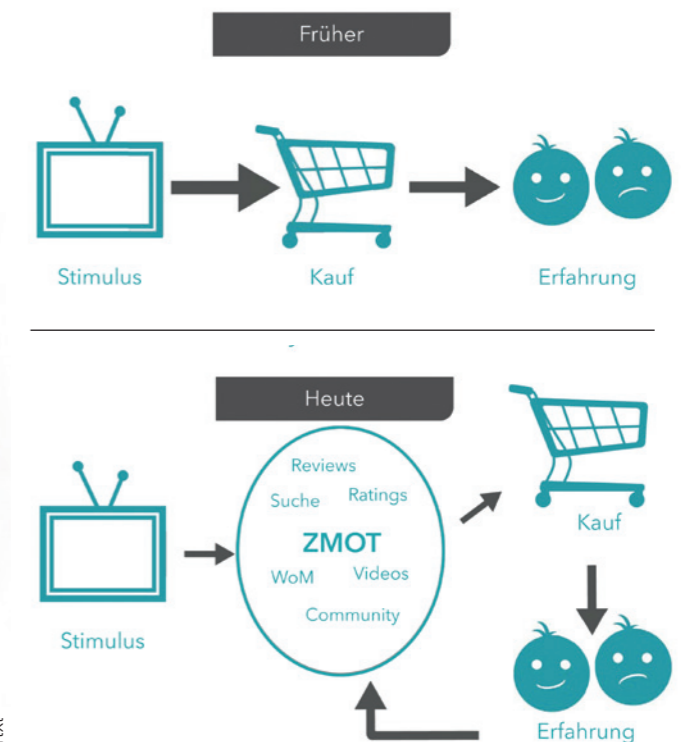 Früher
Stimulus
Kauf
Erfahrung
Heute
Reviews
Suche
Ratings
ZMOT
WoM
Videos
Community
Kauf
Stimulus
Erfahrung